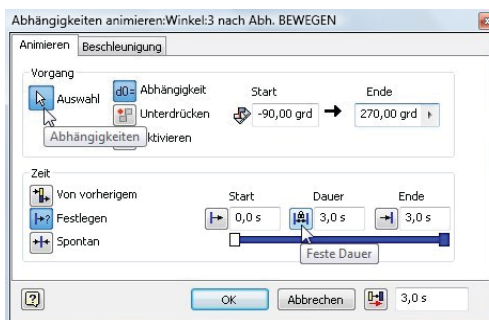 Abhängigkeiten animieren:Winkel:3 nach Abh. BEWEGEN
Animieren Beschleunigung
Vorgang
Auswahl
d0= Abhängigkeit
Start Ende
Unterdrücken
-90,00 grd 270,00 grd
Abhängigkeiten
ktivieren
Zeit
Von vorherigem
Start Dauer Ende
Festlegen
0,0 s 3,0 s 3,0 s
Spontan
Feste Dauer
OK Abbrechen 3,0 s